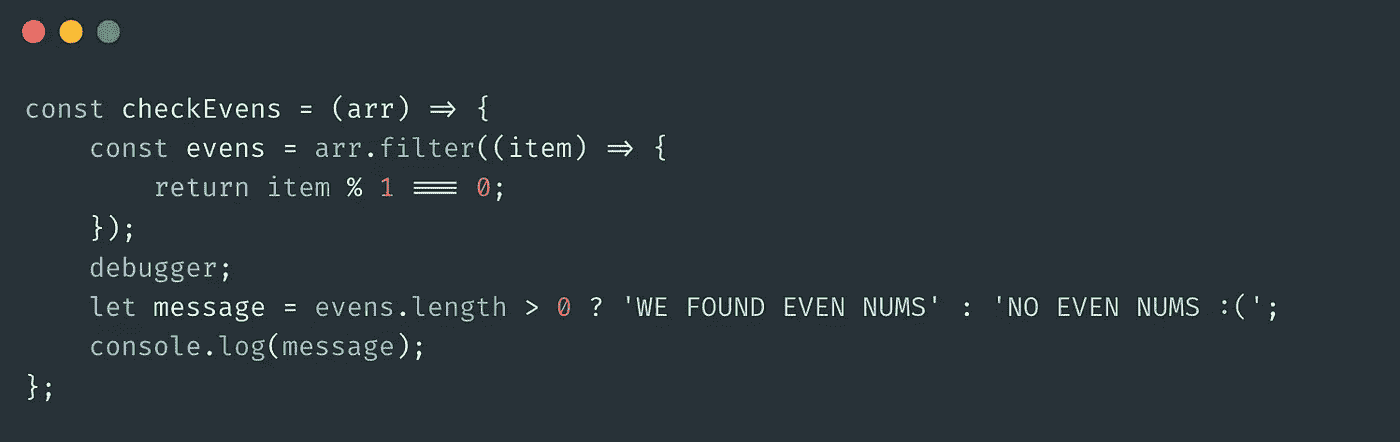 const checkEvens = (arr) => {
    const evens = arr.filter((item) => {
        return item % 1 === 0;
    });
    debugger;
    let message = evens.length > 0 ? 'WE FOUND EVEN NUMS' : 'NO EVEN NUMS :(';
    console.log(message);
};